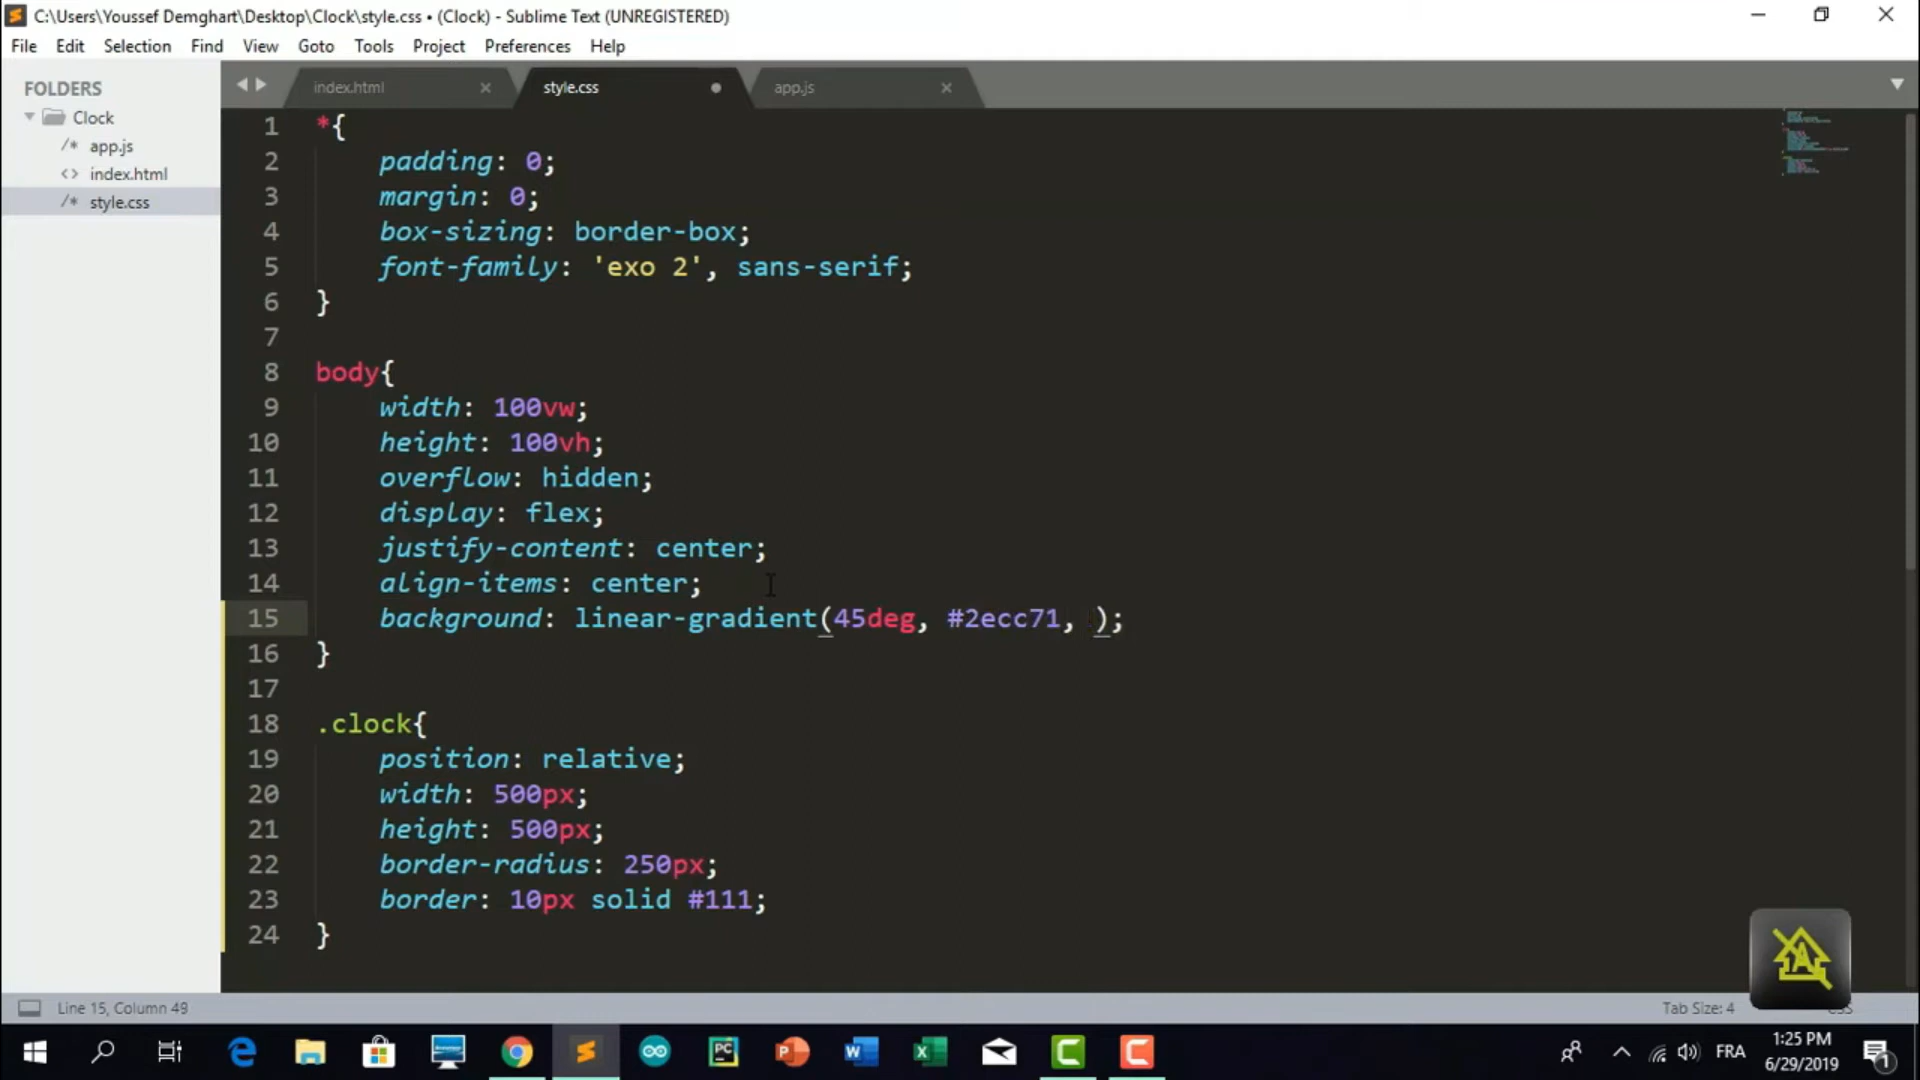 C:\Users\Youssef Demghart\Desktop\Clock\style.css • (Clock) - Sublime Text (UNREGISTERED)
File Edit Selection Find View Goto Tools Project Preferences Help
FOLDERS
Clock
/* app.js
<> index.html
/* style.css
index.html × style.css • app.js ×
1 *{
2 padding: 0;
3 margin: 0;
4 box-sizing: border-box;
5 font-family: 'exo 2', sans-serif;
6 }
7
8 body{
9 width: 100vw;
10 height: 100vh;
11 overflow: hidden;
12 display: flex;
13 justify-content: center;
14 align-items: center;
15 background: linear-gradient(45deg, #2ecc71, );
16 }
17
18 .clock{
19 position: relative;
20 width: 500px;
21 height: 500px;
22 border-radius: 250px;
23 border: 10px solid #111;
24 }
Line 15, Column 49
Tab Size: 4
CSS
A
PC
FRA
1:25 PM
6/29/2019
1